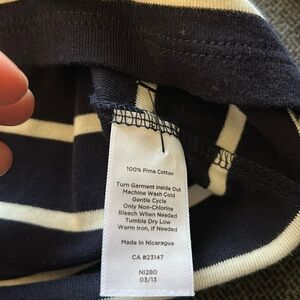 100% Pima Cotton
Turn Garment Inside Out
Machine Wash Cold
Gentle Cycle
Only Non-Chlorine
Bleach When Needed
Tumble Dry Low
Warm Iron, If Needed
Made in Nicaragua
CA #23147
NI280
03/13